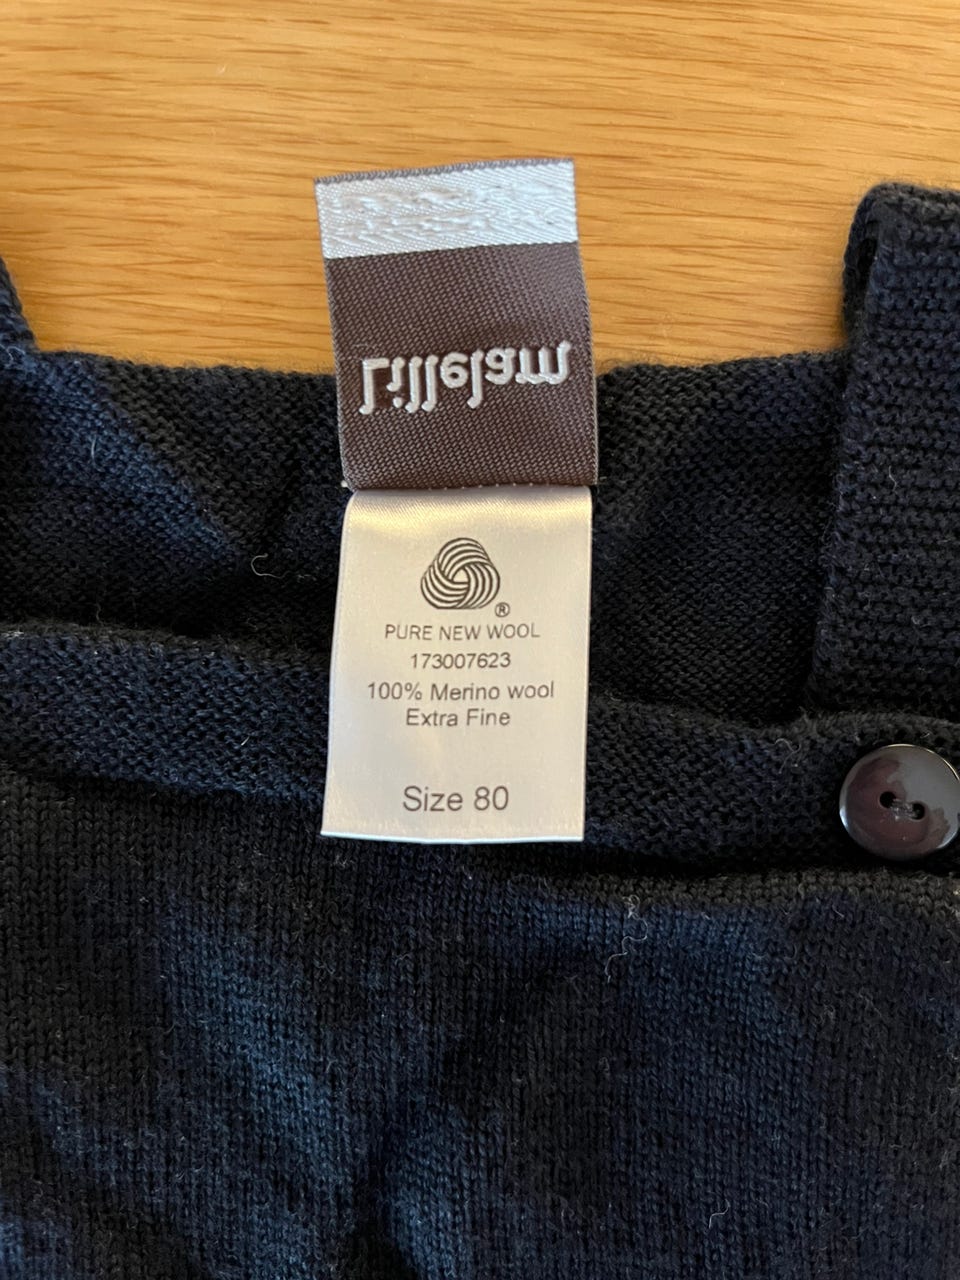 Lillelam
®
PURE NEW WOOL
173007623
100% Merino wool
Extra Fine
Size 80